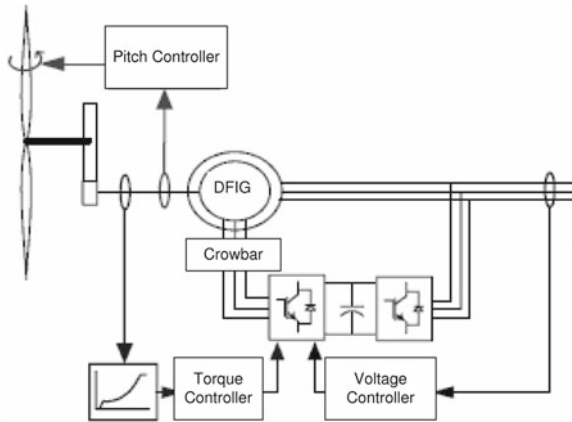 Pitch Controller
DFIG
Crowbar
Torque
Controller
Voltage
Controller